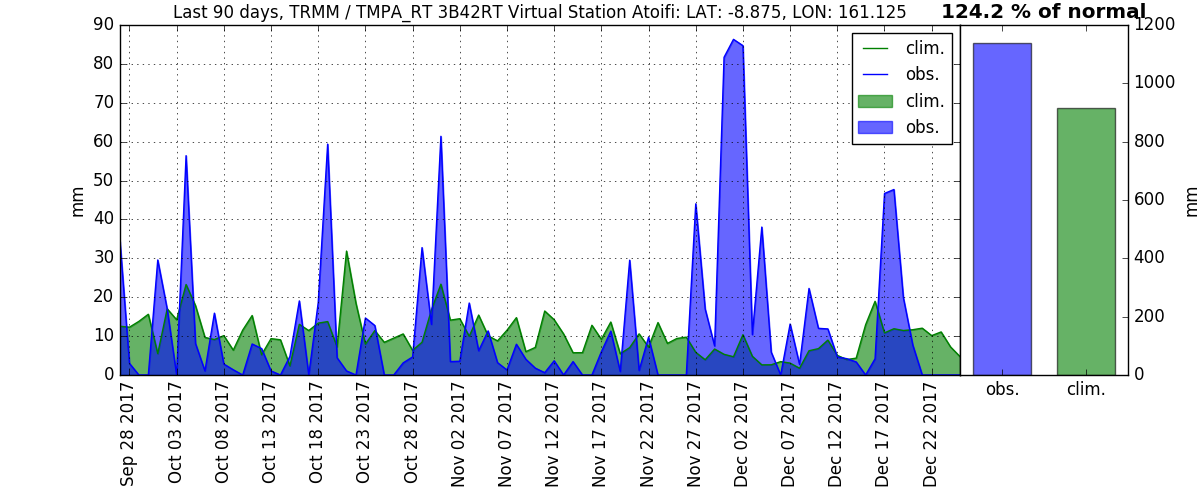 Last 90 days, TRMM / TMPA_RT 3B42RT Virtual Station Atoifi: LAT: -8.875, LON: 161.125
124.2 % of normal
90
80
70
60
50
40
30
20
10
0
mm
clim.
obs.
clim.
obs.
Sep 28 2017
Oct 03 2017
Oct 08 2017
Oct 13 2017
Oct 18 2017
Oct 23 2017
Oct 28 2017
Nov 02 2017
Nov 07 2017
Nov 12 2017
Nov 17 2017
Nov 22 2017
Nov 27 2017
Dec 02 2017
Dec 07 2017
Dec 12 2017
Dec 17 2017
Dec 22 2017
1200
1000
800
600
400
200
0
mm
obs.
clim.